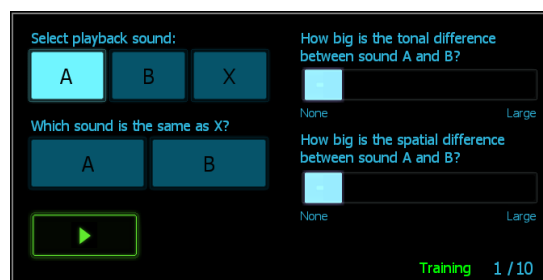 Select playback sound:
A B X
Which sound is the same as X?
A B
How big is the tonal difference
between sound A and B?
None Large
How big is the spatial difference
between sound A and B?
None Large
Training 1 / 10